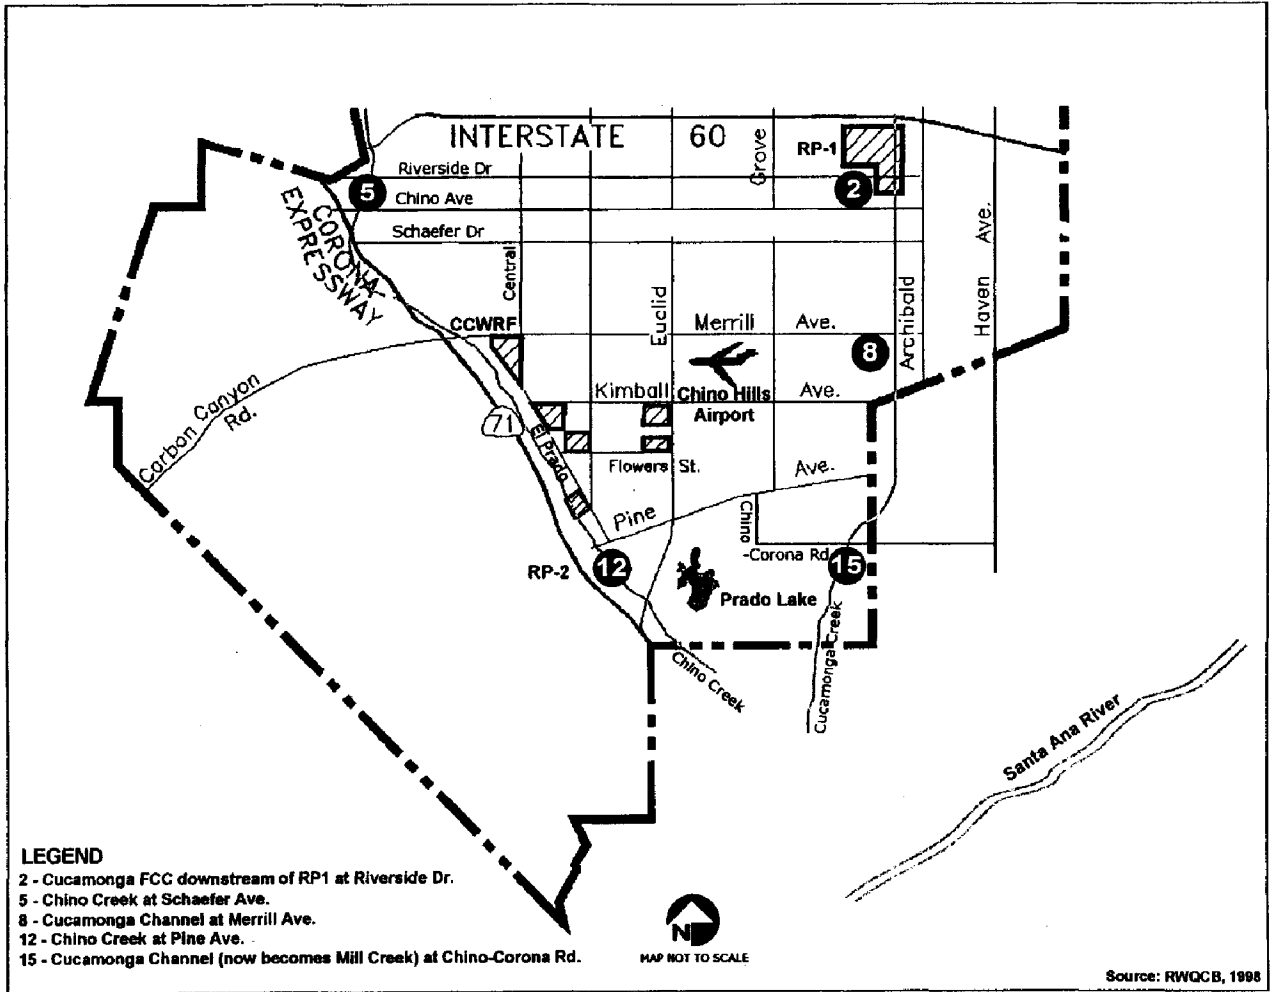 INTERSTATE 60
Grove
RP-1
Riverside Dr
5
2
Chino Ave
CORONA
EXPRESSWAY
Schaefer Dr
Central
Euclid
Archibald
Haven Ave.
CCWRF
Merrill Ave.
8
Kimball Ave.
Chino Hills
Airport
Carbon Canyon
Rd.
71
El Prado
Flowers St.
Ave.
Pine
Chino
-Corona Rd.
RP-2
12
15
Prado Lake
Chino Creek
Cucamonga Creek
Santa Ana River
LEGEND
2 - Cucamonga FCC downstream of RP1 at Riverside Dr.
5 - Chino Creek at Schaefer Ave.
8 - Cucamonga Channel at Merrill Ave.
12 - Chino Creek at Pine Ave.
15 - Cucamonga Channel (now becomes Mill Creek) at Chino-Corona Rd.
N
MAP NOT TO SCALE
Source: RWQCB, 1998